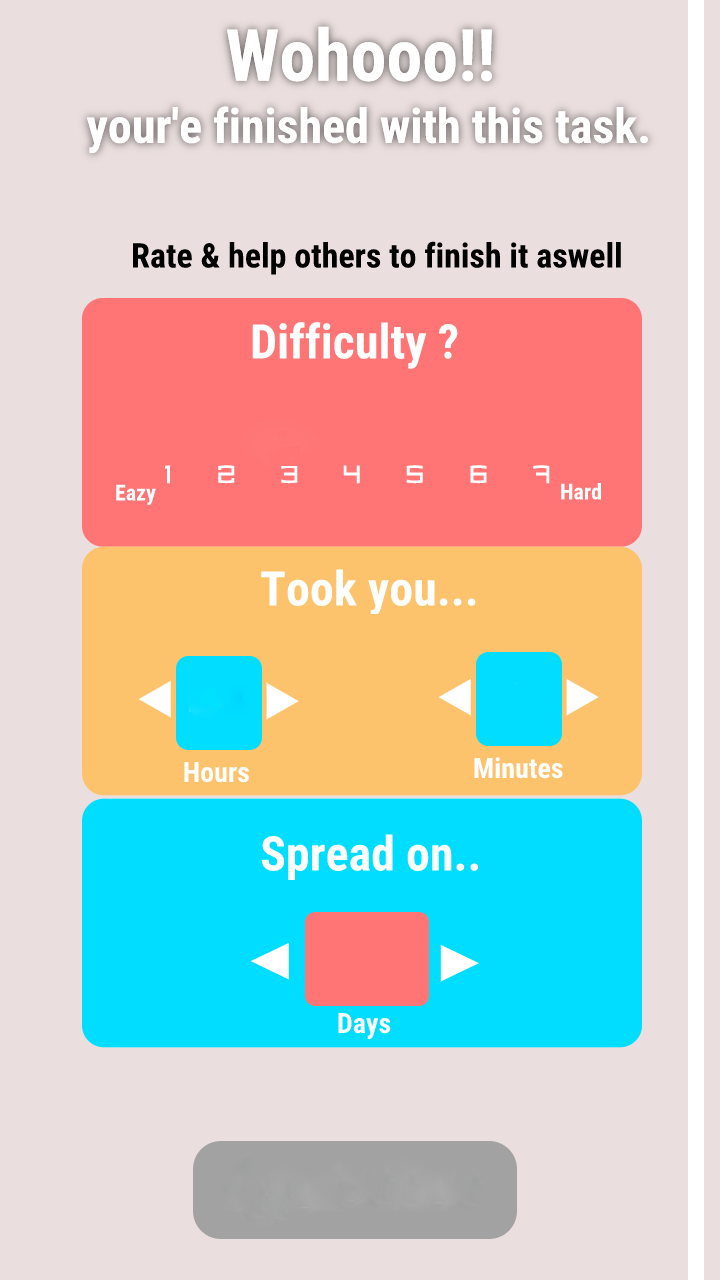 Wohooo!!
your'e finished with this task.
Rate & help others to finish it aswell
Difficulty ?
1 2 3 4 5 6 7
Eazy Hard
Took you...
Hours Minutes
Spread on..
Days